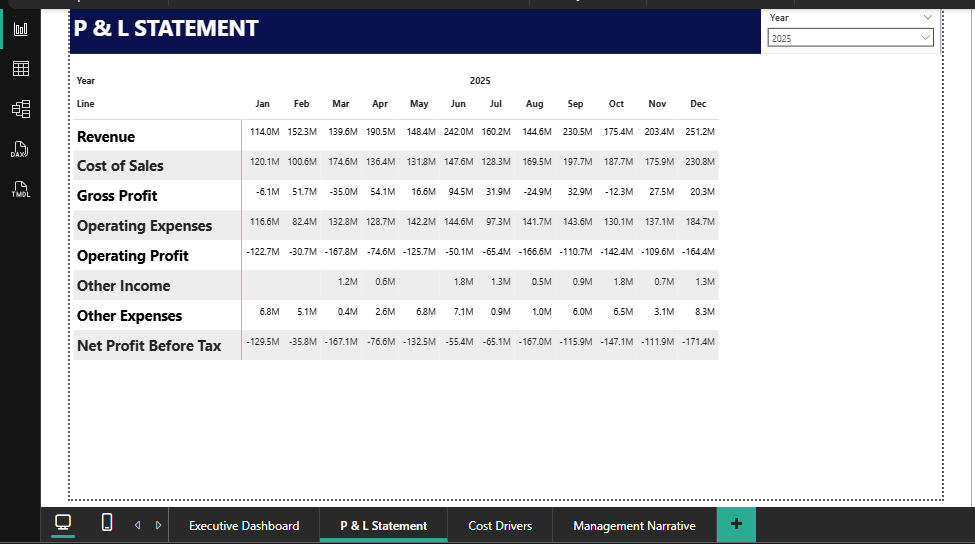 P & L STATEMENT
Year
2025
Year 2025
Line Jan Feb Mar Apr May Jun Jul Aug Sep Oct Nov Dec
Revenue 114.0M 152.3M 139.6M 190.5M 148.4M 242.0M 160.2M 144.6M 230.5M 175.4M 203.4M 251.2M
Cost of Sales 120.1M 100.6M 174.6M 136.4M 131.8M 147.6M 128.3M 169.5M 197.7M 187.7M 175.9M 230.8M
Gross Profit -6.1M 51.7M -35.0M 54.1M 16.6M 94.5M 31.9M -24.9M 32.9M -12.3M 27.5M 20.3M
Operating Expenses 116.6M 82.4M 132.8M 128.7M 142.2M 144.6M 97.3M 141.7M 143.6M 130.1M 137.1M 184.7M
Operating Profit -122.7M -30.7M -167.8M -74.6M -125.7M -50.1M -65.4M -166.6M -110.7M -142.4M -109.6M -164.4M
Other Income 1.2M 0.6M 1.8M 1.3M 0.5M 0.9M 1.8M 0.7M 1.3M
Other Expenses 6.8M 5.1M 0.4M 2.6M 6.8M 7.1M 0.9M 1.0M 6.0M 6.5M 3.1M 8.3M
Net Profit Before Tax -129.5M -35.8M -167.1M -76.6M -132.5M -55.4M -65.1M -167.0M -115.9M -147.1M -111.9M -171.4M
DAX
TMDL
Executive Dashboard P & L Statement Cost Drivers Management Narrative +